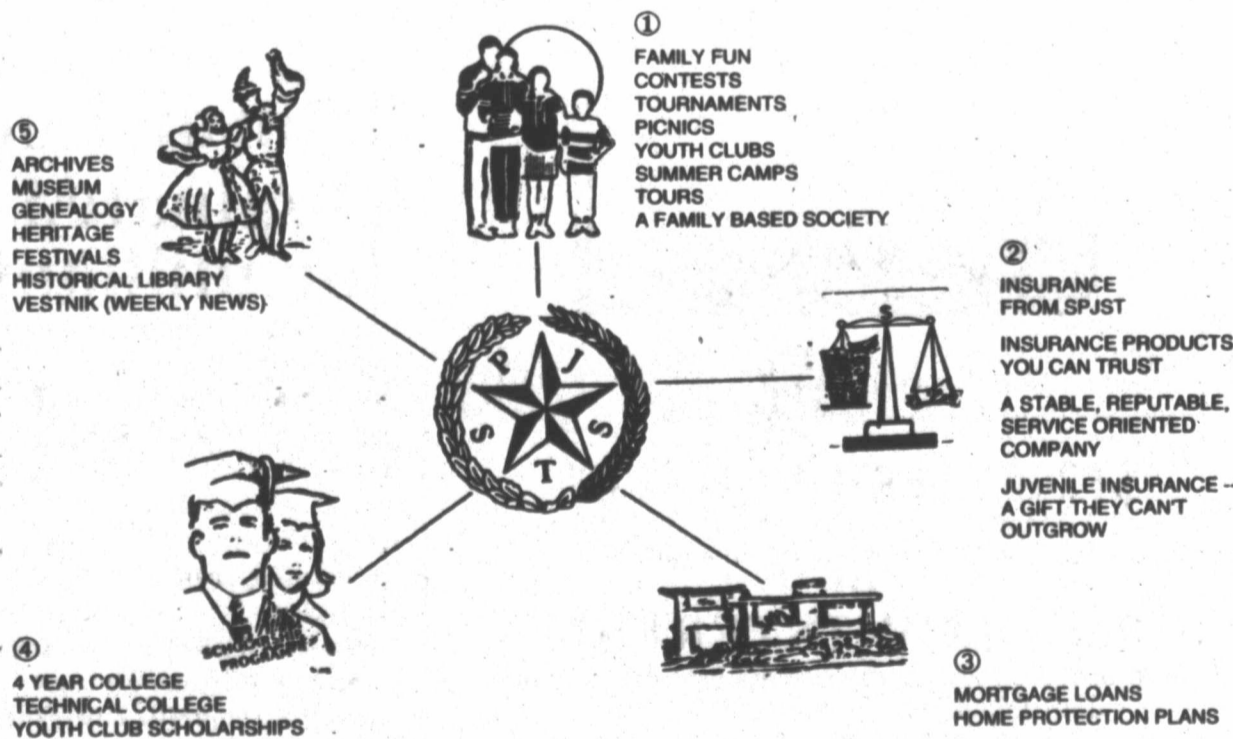 ①
FAMILY FUN
CONTESTS
TOURNAMENTS
PICNICS
YOUTH CLUBS
SUMMER CAMPS
TOURS
A FAMILY BASED SOCIETY
②
INSURANCE
FROM SPJST
INSURANCE PRODUCTS
YOU CAN TRUST
A STABLE, REPUTABLE,
SERVICE ORIENTED
COMPANY
JUVENILE INSURANCE --
A GIFT THEY CAN'T
OUTGROW
③
MORTGAGE LOANS
HOME PROTECTION PLANS
④
4 YEAR COLLEGE
TECHNICAL COLLEGE
YOUTH CLUB SCHOLARSHIPS
⑤
ARCHIVES
MUSEUM
GENEALOGY
HERITAGE
FESTIVALS
HISTORICAL LIBRARY
VESTNIK (WEEKLY NEWS)
S P J S T
$